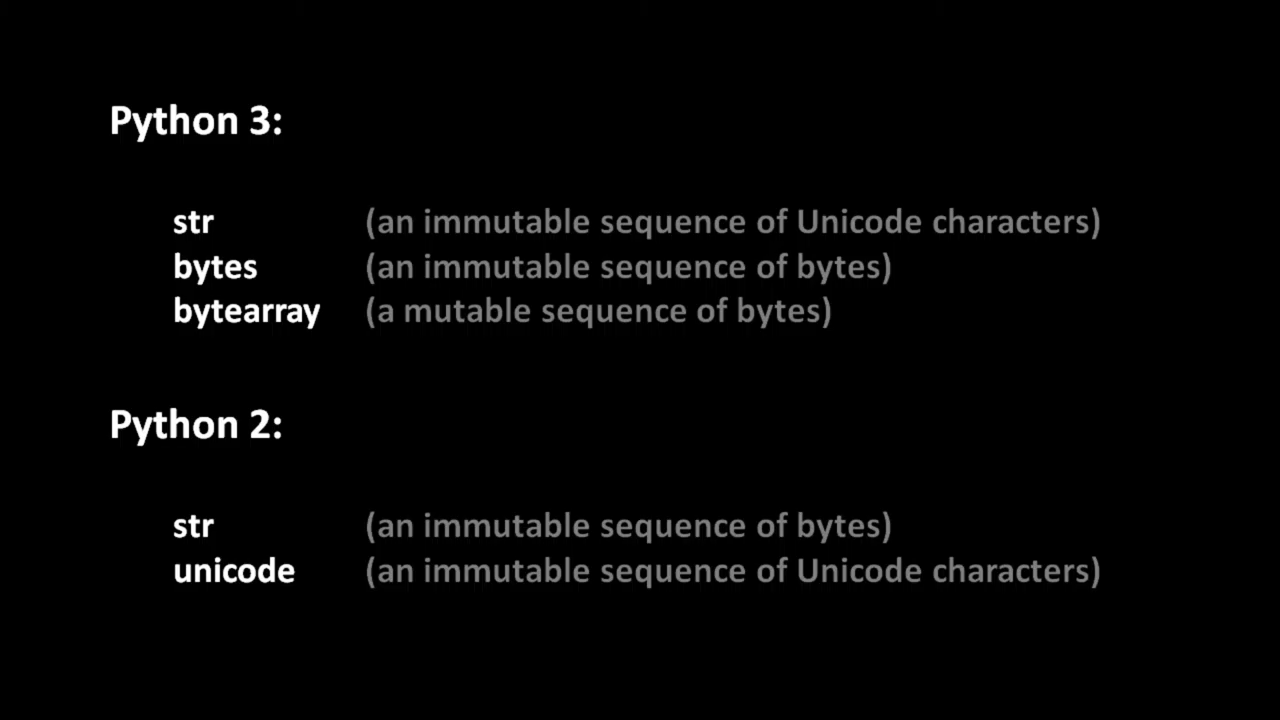 Python 3:
str (an immutable sequence of Unicode characters)
bytes (an immutable sequence of bytes)
bytearray (a mutable sequence of bytes)
Python 2:
str (an immutable sequence of bytes)
unicode (an immutable sequence of Unicode characters)